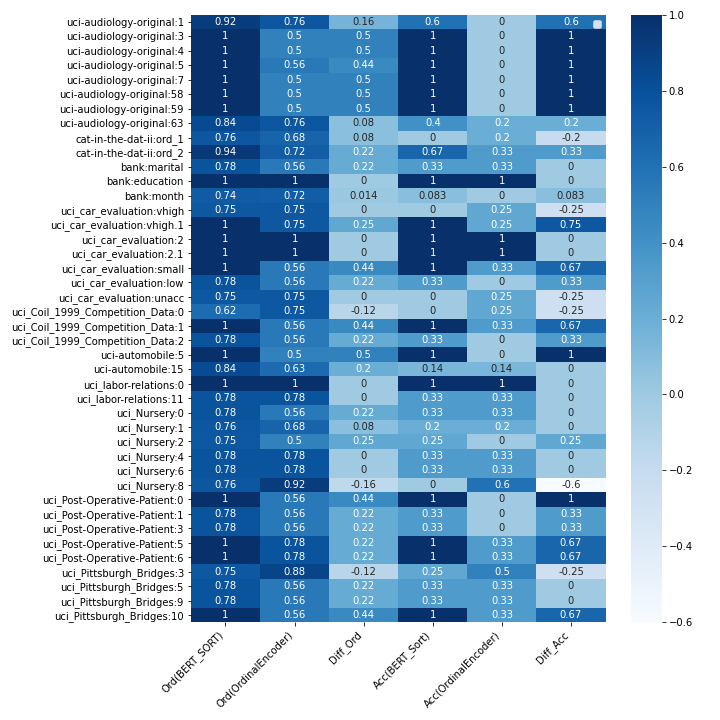 uci-audiology-original:1 0.92 0.76 0.16 0.6 0 0.6
uci-audiology-original:3 1 0.5 0.5 1 0 1
uci-audiology-original:4 1 0.5 0.5 1 0 1
uci-audiology-original:5 1 0.56 0.44 1 0 1
uci-audiology-original:7 1 0.5 0.5 1 0 1
uci-audiology-original:58 1 0.5 0.5 1 0 1
uci-audiology-original:59 1 0.5 0.5 1 0 1
uci-audiology-original:63 0.84 0.76 0.08 0.4 0.2 0.2
cat-in-the-dat-ii:ord_1 0.76 0.68 0.08 0 0.2 -0.2
cat-in-the-dat-ii:ord_2 0.94 0.72 0.22 0.67 0.33 0.33
bank:marital 0.78 0.56 0.22 0.33 0.33 0
bank:education 1 1 0 1 1 0
bank:month 0.74 0.72 0.014 0.083 0 0.083
uci_car_evaluation:vhigh 0.75 0.75 0 0 0.25 -0.25
uci_car_evaluation:vhigh.1 1 0.75 0.25 1 0.25 0.75
uci_car_evaluation:2 1 1 0 1 1 0
uci_car_evaluation:2.1 1 1 0 1 1 0
uci_car_evaluation:small 1 0.56 0.44 1 0.33 0.67
uci_car_evaluation:low 0.78 0.56 0.22 0.33 0 0.33
uci_car_evaluation:unacc 0.75 0.75 0 0 0.25 -0.25
uci_Coil_1999_Competition_Data:0 0.62 0.75 -0.12 0 0.25 -0.25
uci_Coil_1999_Competition_Data:1 1 0.56 0.44 1 0.33 0.67
uci_Coil_1999_Competition_Data:2 0.78 0.56 0.22 0.33 0 0.33
uci-automobile:5 1 0.5 0.5 1 0 1
uci-automobile:15 0.84 0.63 0.2 0.14 0.14 0
uci_labor-relations:0 1 1 0 1 1 0
uci_labor-relations:11 0.78 0.78 0 0.33 0.33 0
uci_Nursery:0 0.78 0.56 0.22 0.33 0.33 0
uci_Nursery:1 0.76 0.68 0.08 0.2 0.2 0
uci_Nursery:2 0.75 0.5 0.25 0.25 0 0.25
uci_Nursery:4 0.78 0.78 0 0.33 0.33 0
uci_Nursery:6 0.78 0.78 0 0.33 0.33 0
uci_Nursery:8 0.76 0.92 -0.16 0 0.6 -0.6
uci_Post-Operative-Patient:0 1 0.56 0.44 1 0 1
uci_Post-Operative-Patient:1 0.78 0.56 0.22 0.33 0 0.33
uci_Post-Operative-Patient:3 0.78 0.56 0.22 0.33 0 0.33
uci_Post-Operative-Patient:5 1 0.78 0.22 1 0.33 0.67
uci_Post-Operative-Patient:6 1 0.78 0.22 1 0.33 0.67
uci_Pittsburgh_Bridges:3 0.75 0.88 -0.12 0.25 0.5 -0.25
uci_Pittsburgh_Bridges:5 0.78 0.56 0.22 0.33 0.33 0
uci_Pittsburgh_Bridges:9 0.78 0.56 0.22 0.33 0.33 0
uci_Pittsburgh_Bridges:10 1 0.56 0.44 1 0.33 0.67
Ord(BERT_SORT) Ord(OrdinalEncoder) Diff_Ord Acc(BERT_Sort) Acc(OrdinalEncoder) Diff_Acc
1.0
0.8
0.6
0.4
0.2
0.0
−0.2
−0.4
−0.6